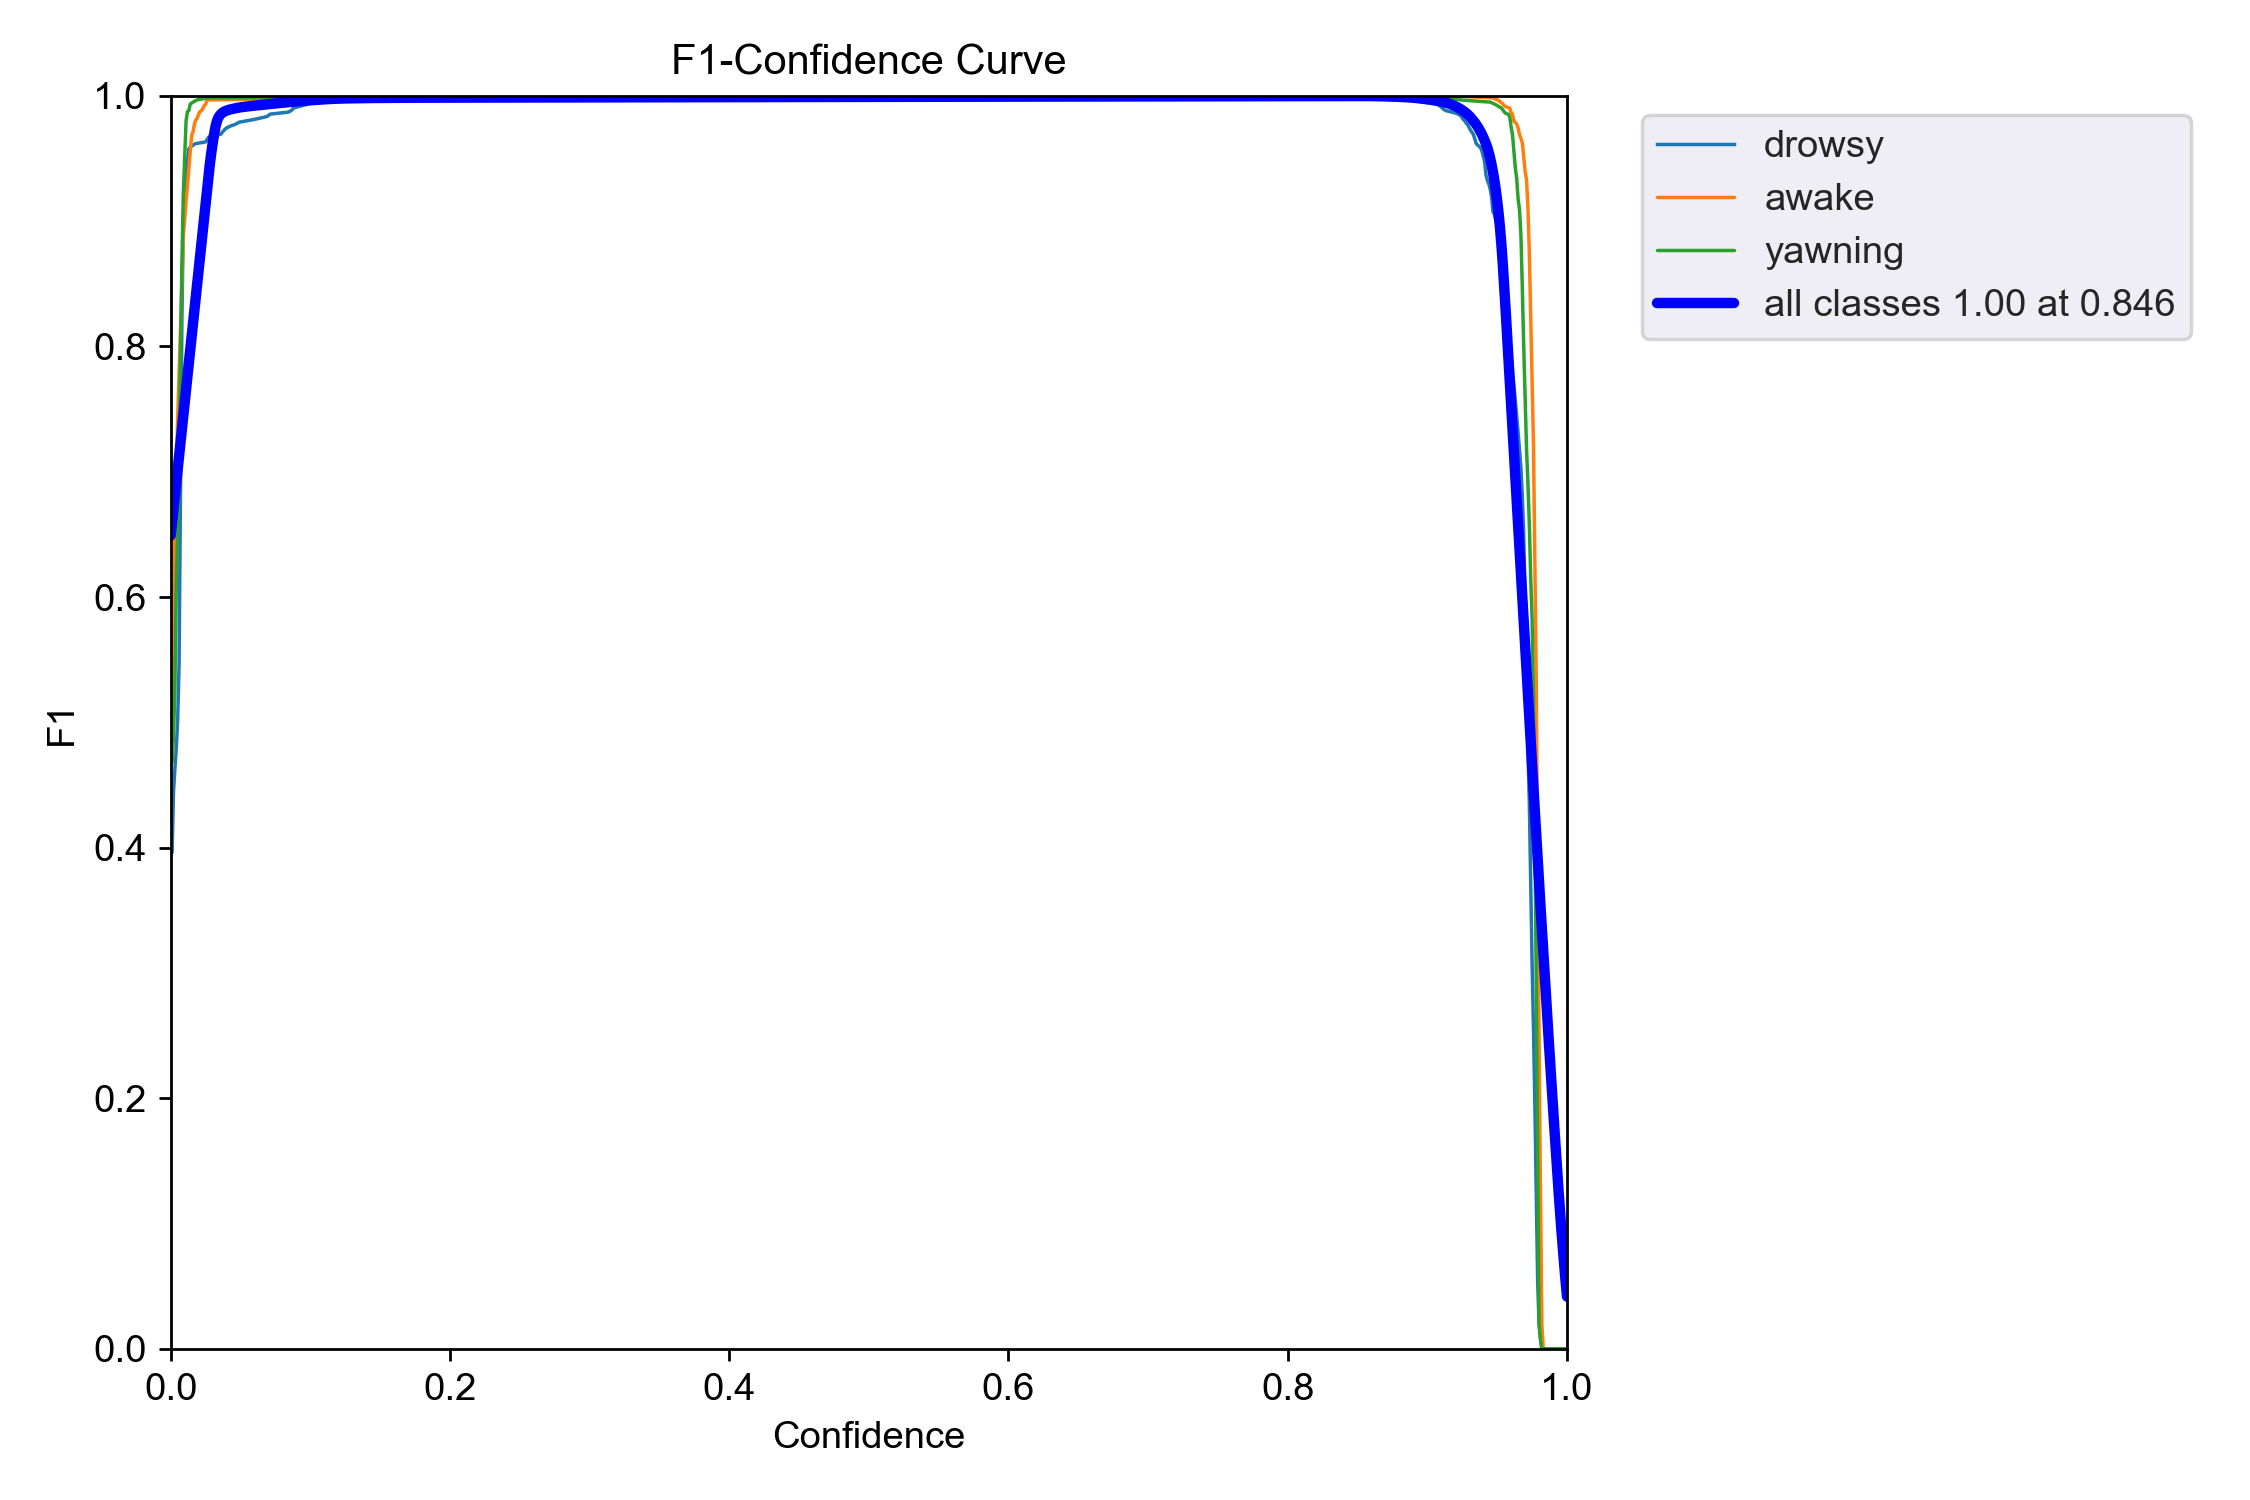 F1-Confidence Curve
1.0
0.8
0.6
0.4
0.2
0.0
F1
0.0 0.2 0.4 0.6 0.8 1.0
Confidence
drowsy
awake
yawning
all classes 1.00 at 0.846